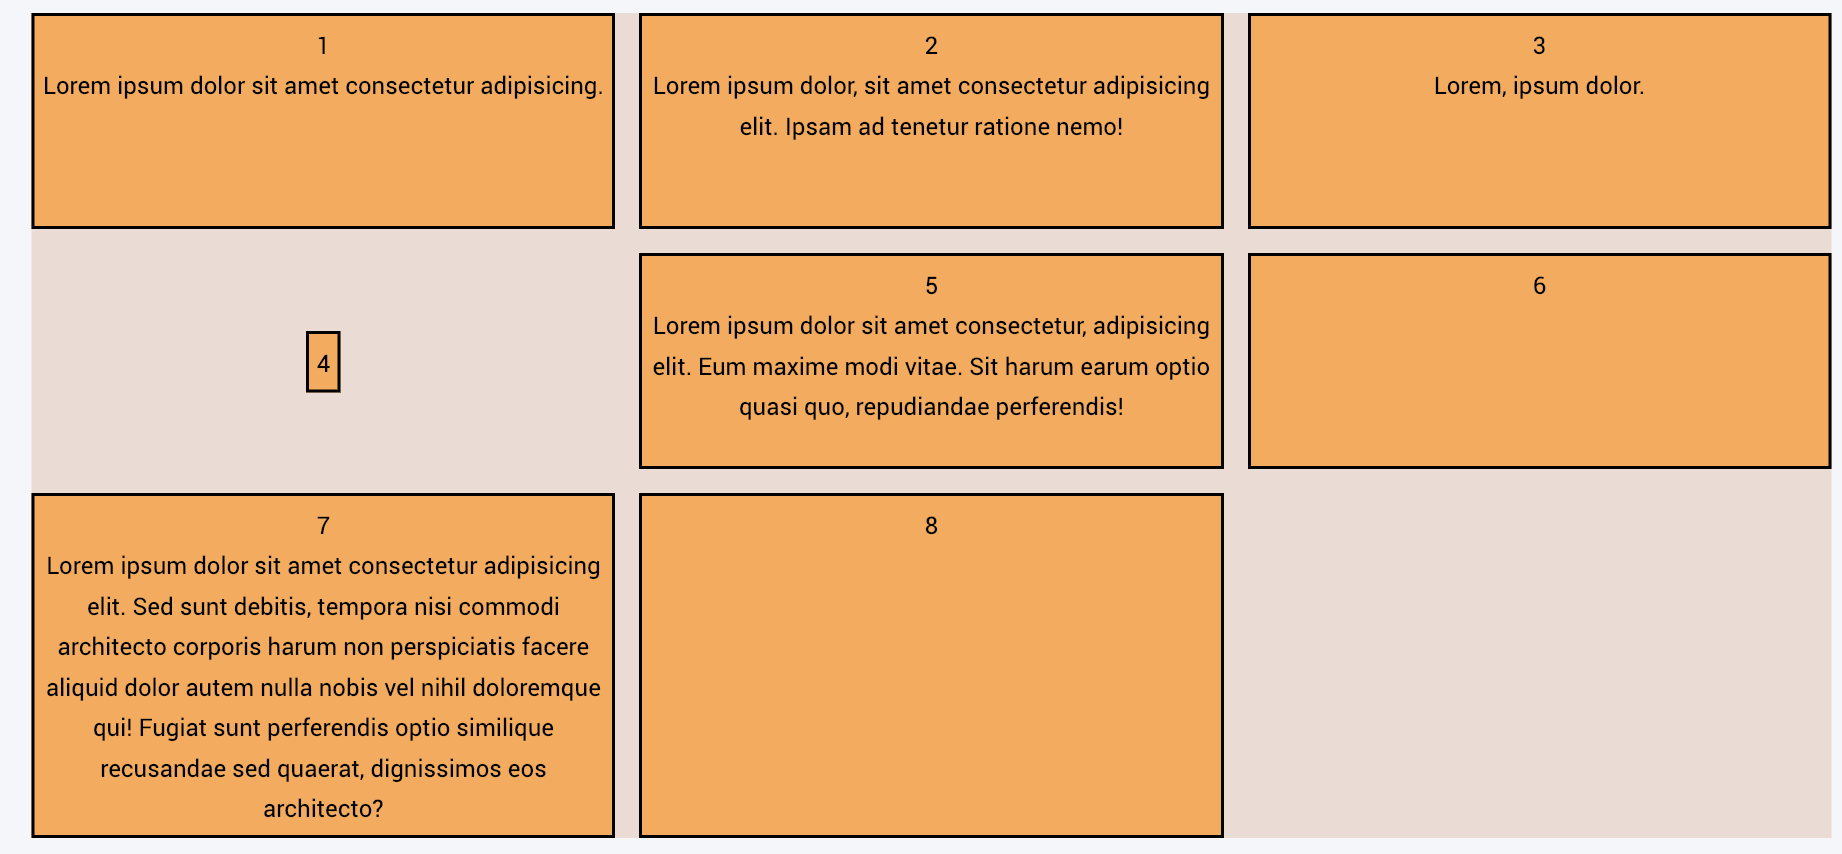 1
Lorem ipsum dolor sit amet consectetur adipisicing.
2
Lorem ipsum dolor, sit amet consectetur adipisicing
elit. Ipsam ad tenetur ratione nemo!
3
Lorem, ipsum dolor.
4
5
Lorem ipsum dolor sit amet consectetur, adipisicing
elit. Eum maxime modi vitae. Sit harum earum optio
quasi quo, repudiandae perferendis!
6
7
Lorem ipsum dolor sit amet consectetur adipisicing
elit. Sed sunt debitis, tempora nisi commodi
architecto corporis harum non perspiciatis facere
aliquid dolor autem nulla nobis vel nihil doloremque
qui! Fugiat sunt perferendis optio similique
recusandae sed quaerat, dignissimos eos
architecto?
8